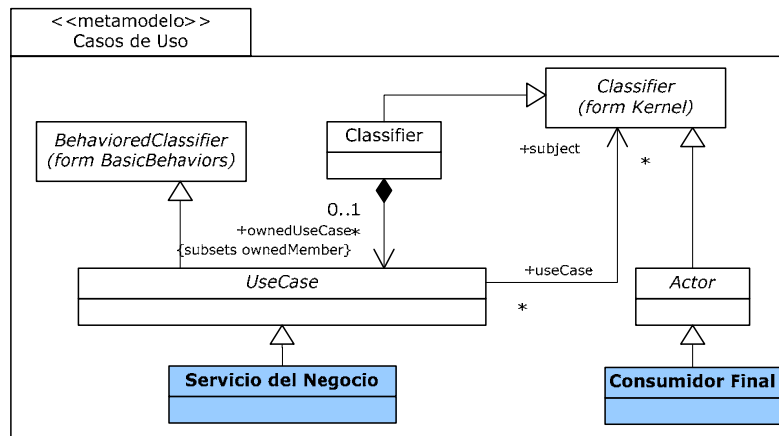 <<metamodelo>>
Casos de Uso
Classifier
(form Kernel)
BehavioredClassifier
(form BasicBehaviors)
Classifier
+subject
*
0..1
+ownedUseCase*
{subsets ownedMember}
UseCase
+useCase
*
Actor
Servicio del Negocio
Consumidor Final